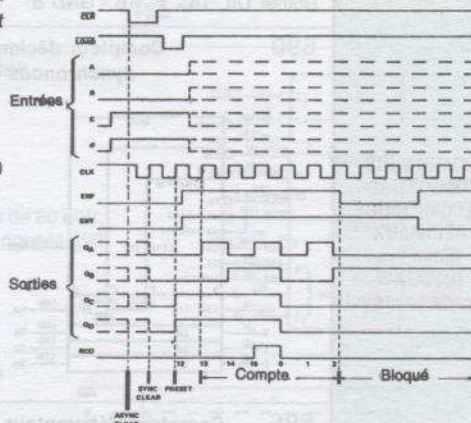 CLR
LOAD
A
B
C
d
Entrées
CLK
ENP
ENT
QA
QB
QC
QD
Sorties
RCO
12 13 14 15 0 1 2
Compte
Bloqué
SYNC CLEAR
PRESET
ASYNC